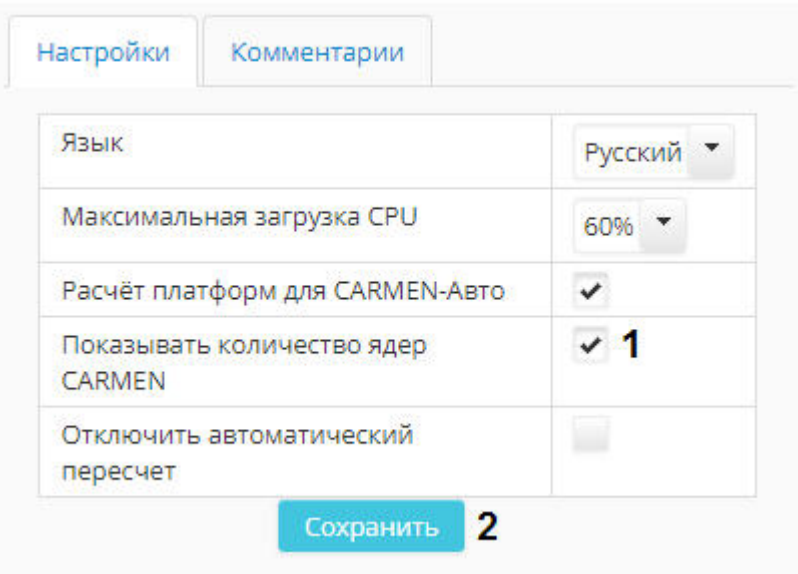 Настройки Комментарии
Язык Русский
Максимальная загрузка CPU 60%
Расчёт платформ для CARMEN-Авто
Показывать количество ядер 1
CARMEN
Отключить автоматический
пересчет
Сохранить 2